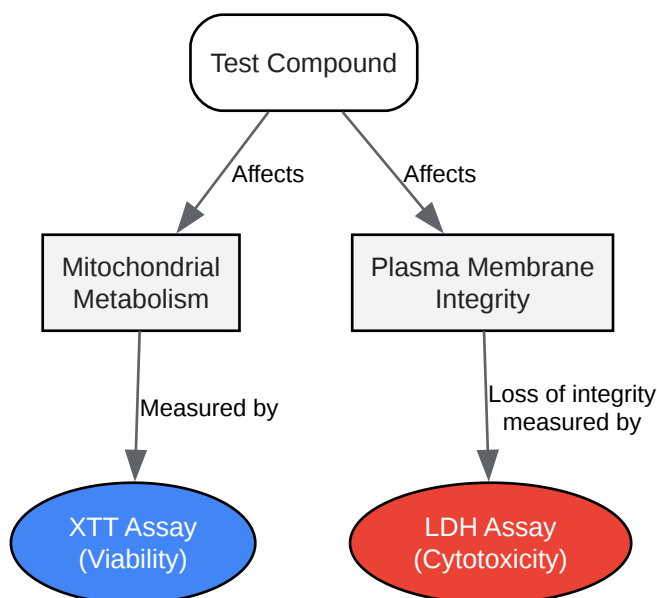 Test Compound
Affects
Affects
Mitochondrial
Metabolism
Plasma Membrane
Integrity
Measured by
Loss of integrity
measured by
XTT Assay
(Viability)
LDH Assay
(Cytotoxicity)